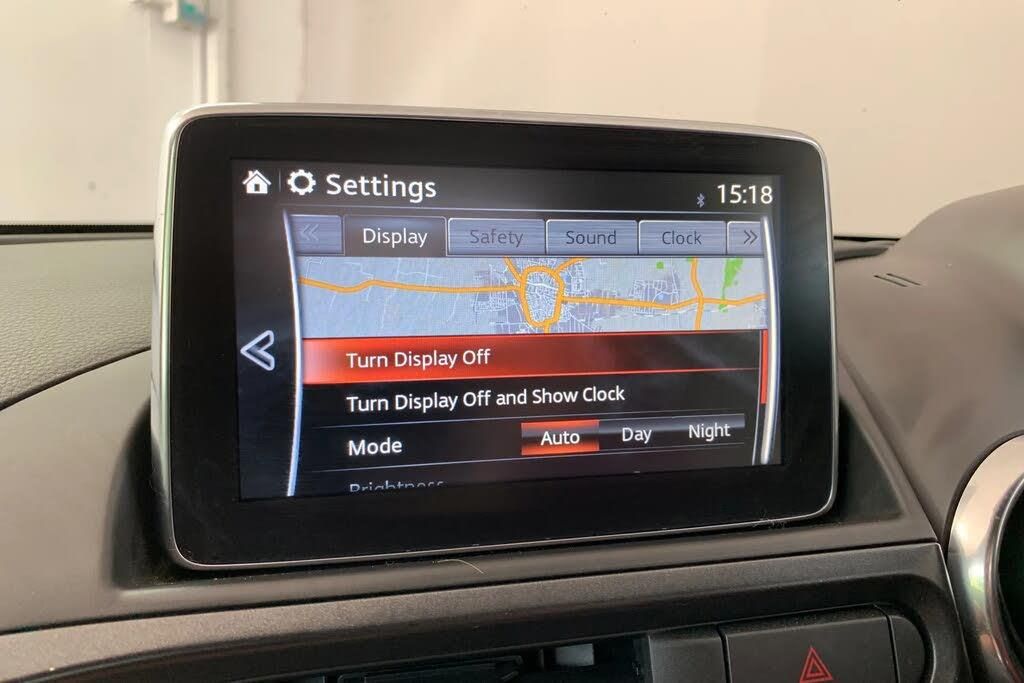 Settings
15:18
Display Safety Sound Clock
Turn Display Off
Turn Display Off and Show Clock
Mode Auto Day Night
Brightness